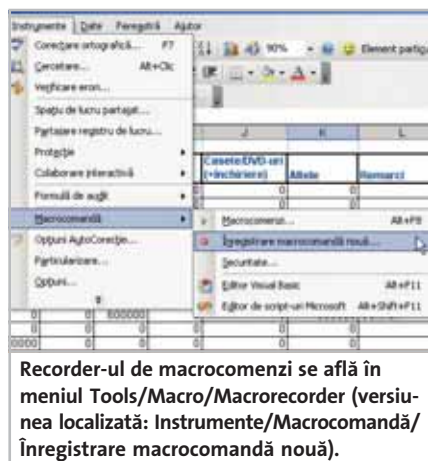 Instrumente Date Fereastră Ajutor
Corectare ortografică... F7
Cercetare... Alt+Clic
Verificare erori...
Spațiu de lucru partajat...
Partajare registru de lucru...
Protecție
Colaborare interactivă
Formulă de audit
Macrocomandă
Opțiuni AutoCorecție...
Particularizare...
Opțiuni...
90%
Element
J K L
Casete/DVD-uri
(+închiriere) Altele Remarci
Macrocomenzi... Alt+F8
Înregistrare macrocomandă nouă...
Securitate...
Editor Visual Basic Alt+F11
Editor de script-uri Microsoft Alt+Shift+F11
Recorder-ul de macrocomenzi se află în
meniul Tools/Macro/Macrorecorder (versiu-
nea localizată: Instrumente/Macrocomandă/
Înregistrare macrocomandă nouă).